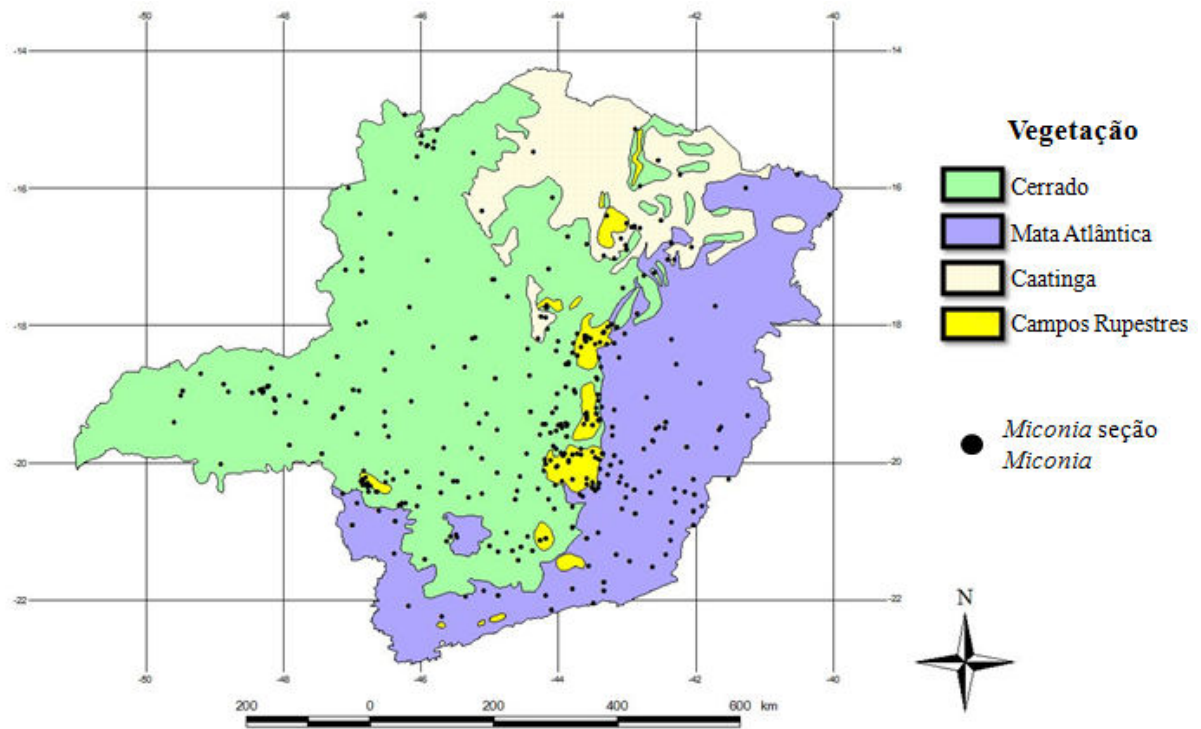 -50
-48
-46
-44
-42
-40
-14
-14
-16
-16
-18
-18
-20
-20
-22
-22
-50
-48
-46
-44
-42
-40
200
0
200
400
600 km
Vegetação
Cerrado
Mata Atlântica
Caatinga
Campos Rupestres
Miconia seção
Miconia
N